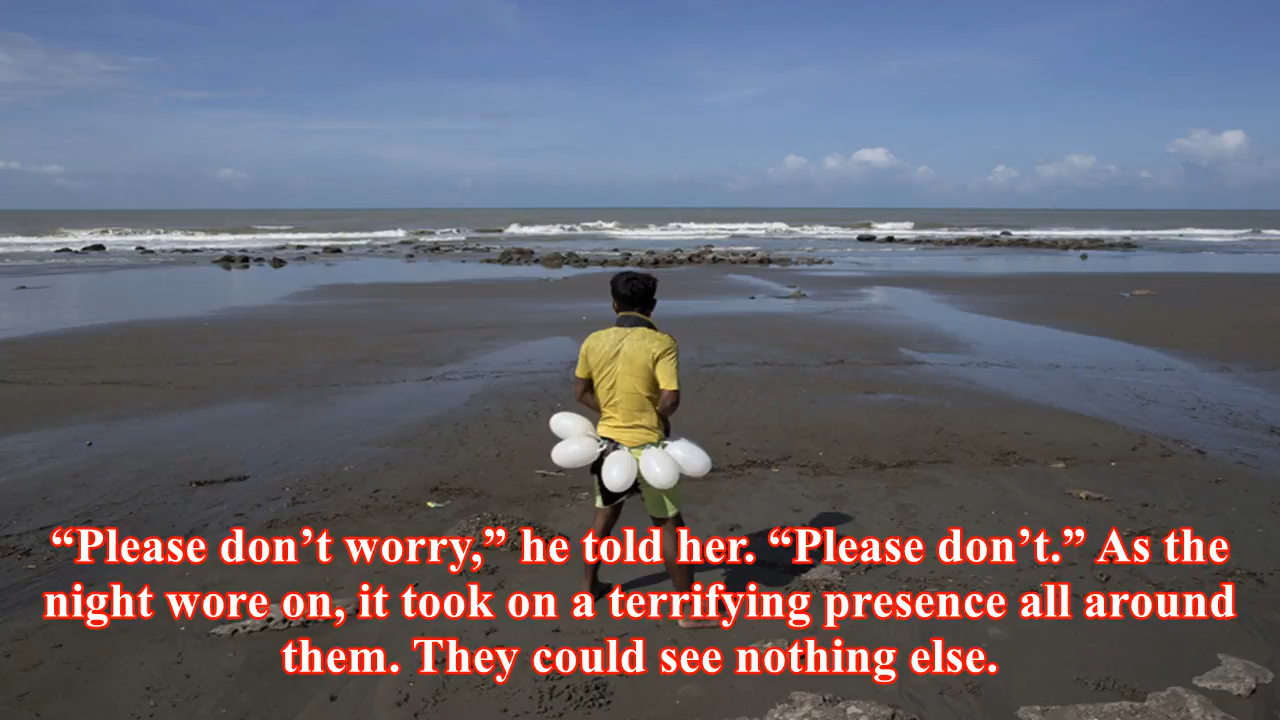 “Please don’t worry,” he told her. “Please don’t.” As the
night wore on, it took on a terrifying presence all around
them. They could see nothing else.